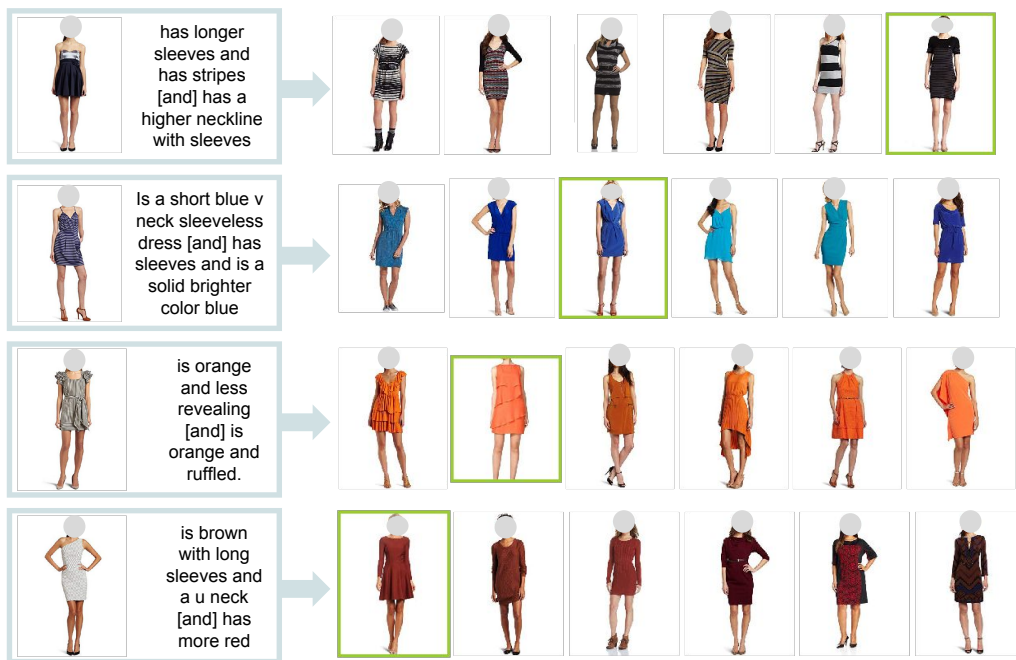 has longer
sleeves and
has stripes
[and] has a
higher neckline
with sleeves
Is a short blue v
neck sleeveless
dress [and] has
sleeves and is a
solid brighter
color blue
is orange
and less
revealing
[and] is
orange and
ruffled.
is brown
with long
sleeves and
a u neck
[and] has
more red